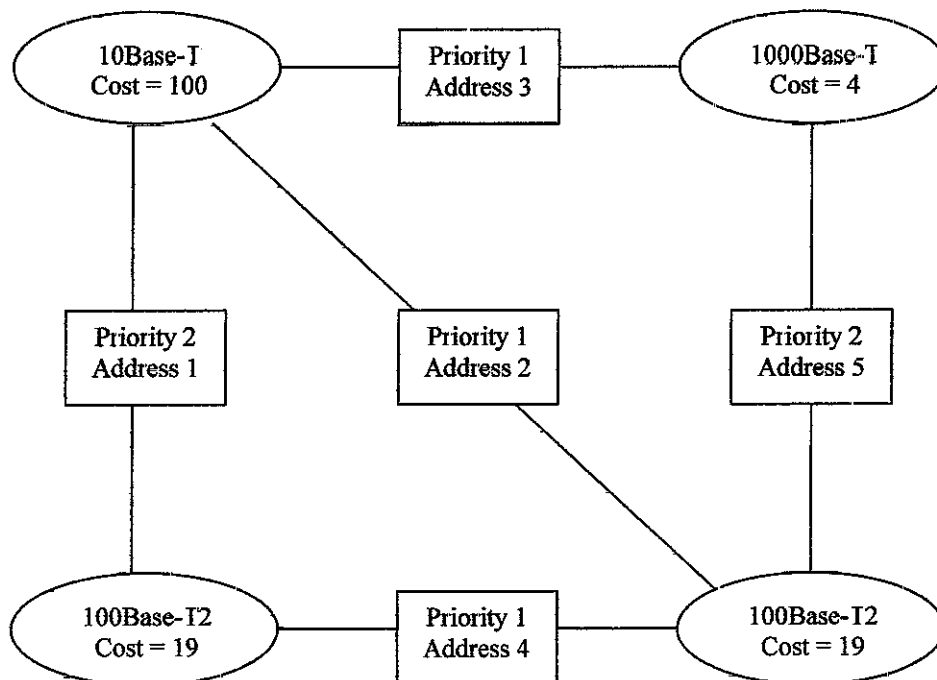 10Base-T
Cost = 100
Priority 1
Address 3
1000Base-T
Cost = 4
Priority 2
Address 1
Priority 1
Address 2
Priority 2
Address 5
100Base-T2
Cost = 19
Priority 1
Address 4
100Base-T2
Cost = 19